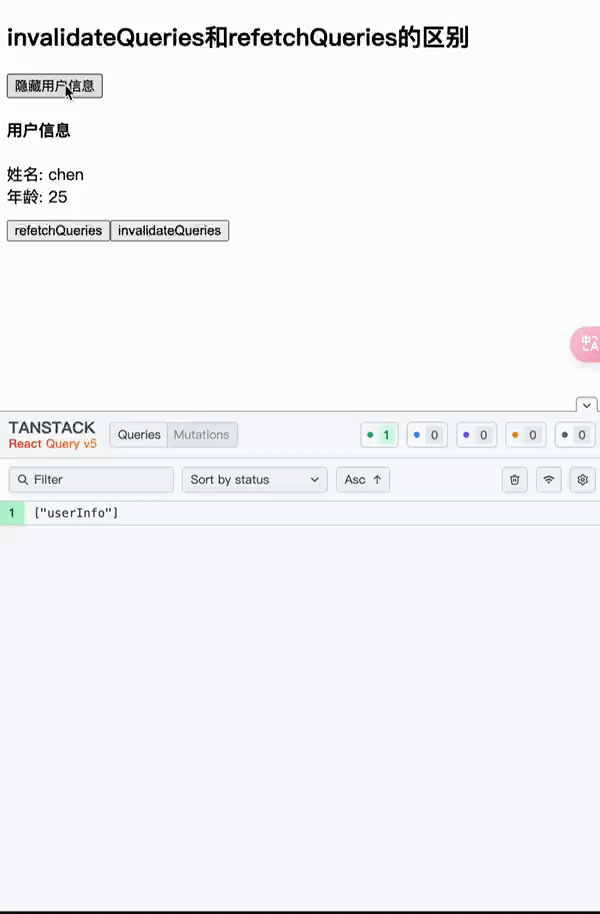 invalidateQueries和refetchQueries的区别
隐藏用户信息
用户信息
姓名: chen
年龄: 25
refetchQueries invalidateQueries
中
A
TANSTACK
React Query v5
Queries Mutations 1 0 0 0 0
Filter Sort by status Asc ↑
1 ["userInfo"]